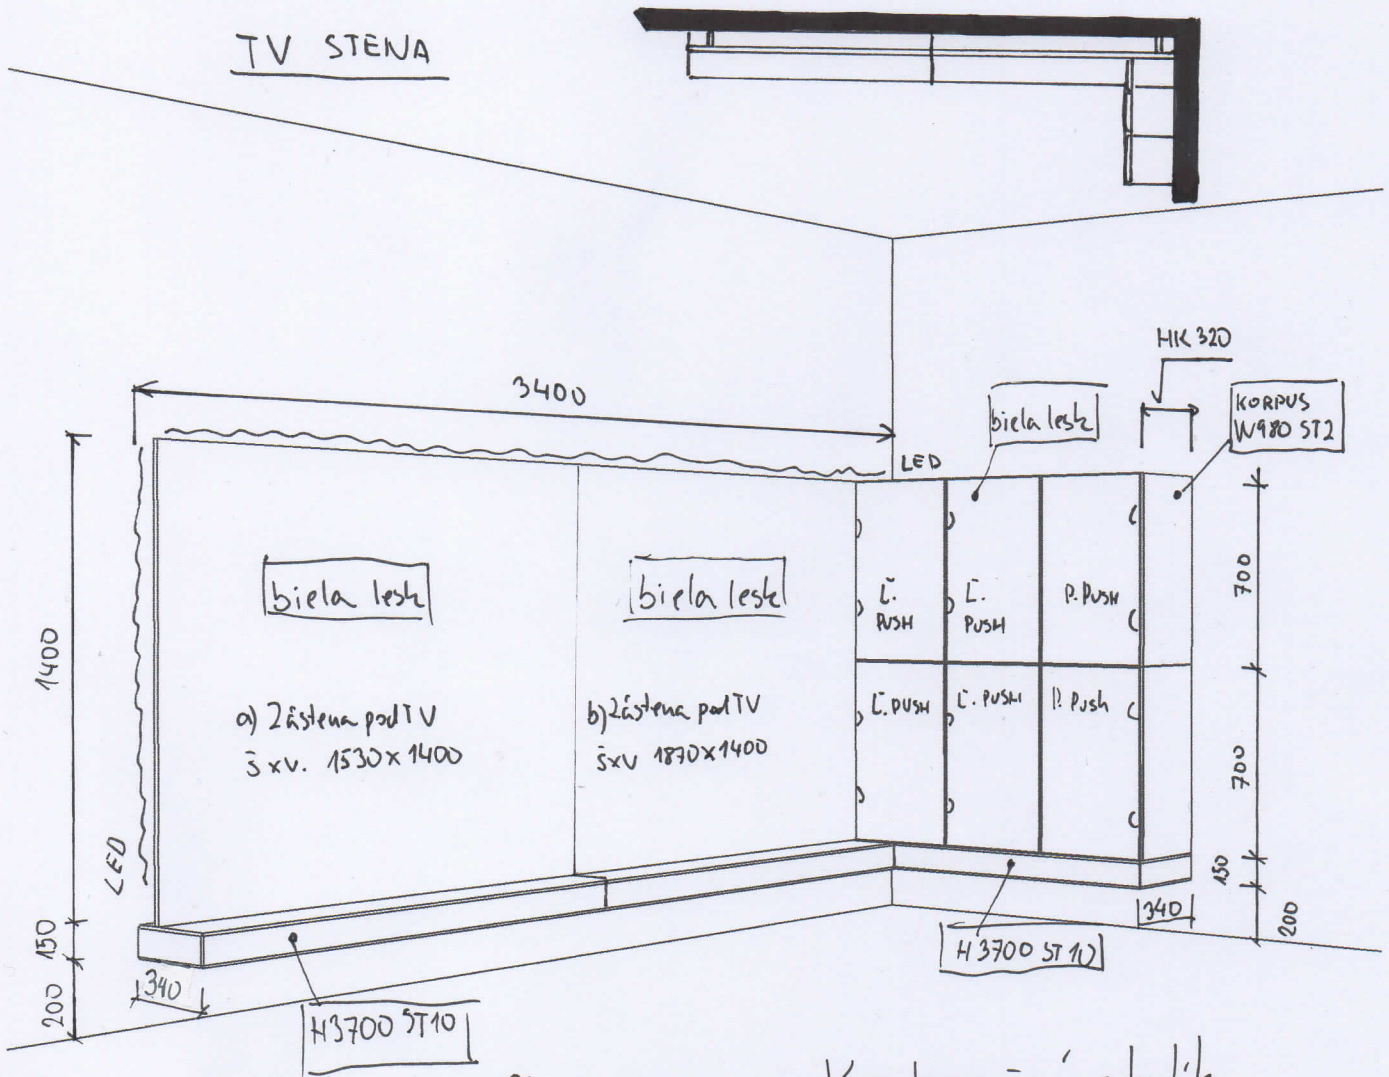 TV STENA
3400
HK 320
KORPUS
W980 ST2
biela lesk
LED
biela lesk
biela lesk
Ľ.
PUSH
Ľ.
PUSH
P. PUSH
700
1400
a) Zástena pod TV
š x v. 1530 x 1400
b) Zástena pod TV
š x v 1870 x 1400
Ľ. PUSH
Ľ. PUSH
P. Push
700
LED
150
150
340
200
H3700 ST10
340
200
H3700 ST10